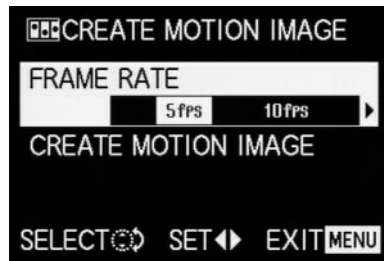 CREATE MOTION IMAGE
FRAME RATE
5fps 10fps
CREATE MOTION IMAGE
SELECT SET EXIT MENU